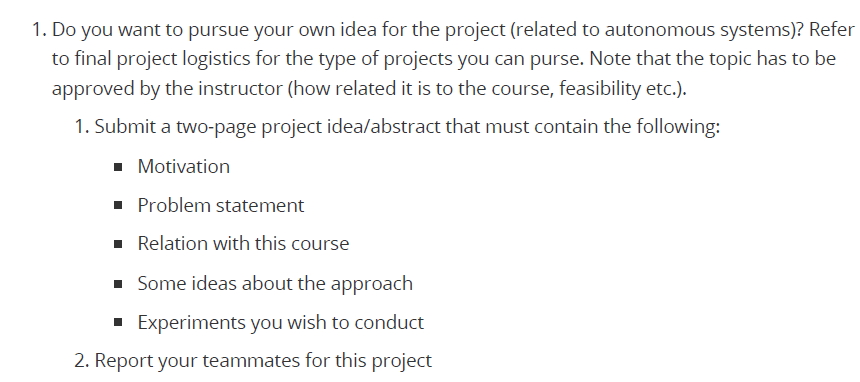 1. Do you want to pursue your own idea for the project (related to autonomous systems)? Refer
to final project logistics for the type of projects you can purse. Note that the topic has to be
approved by the instructor (how related it is to the course, feasibility etc.).
1. Submit a two-page project idea/abstract that must contain the following:
▪ Motivation
▪ Problem statement
▪ Relation with this course
▪ Some ideas about the approach
▪ Experiments you wish to conduct
2. Report your teammates for this project